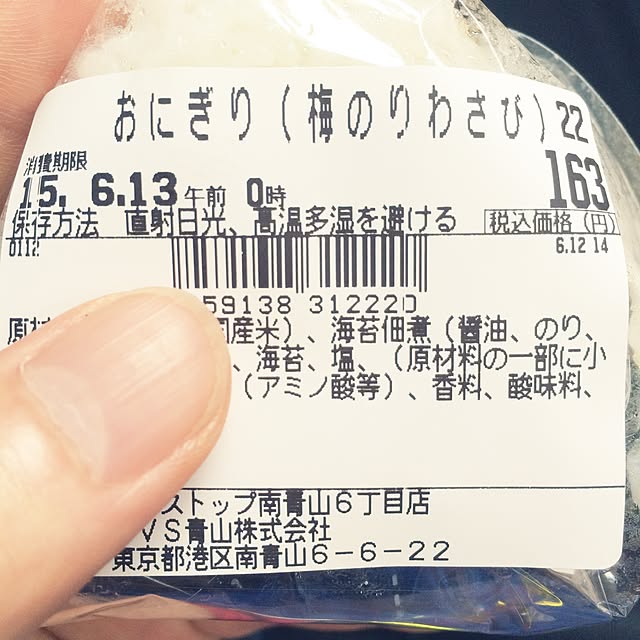 おにぎり(梅のりわさび)22
消費期限
15. 6.13午前 0時
163
保存方法 直射日光、高温多湿を避ける
税込価格(円)
6.12 14
59138 312220
国産米)、海苔佃煮(醤油、のり、
、海苔、塩、(原材料の一部に小
(アミノ酸等)、香料、酸味料、
ストップ南青山6丁目店
VS青山株式会社
東京都港区南青山6-6-22